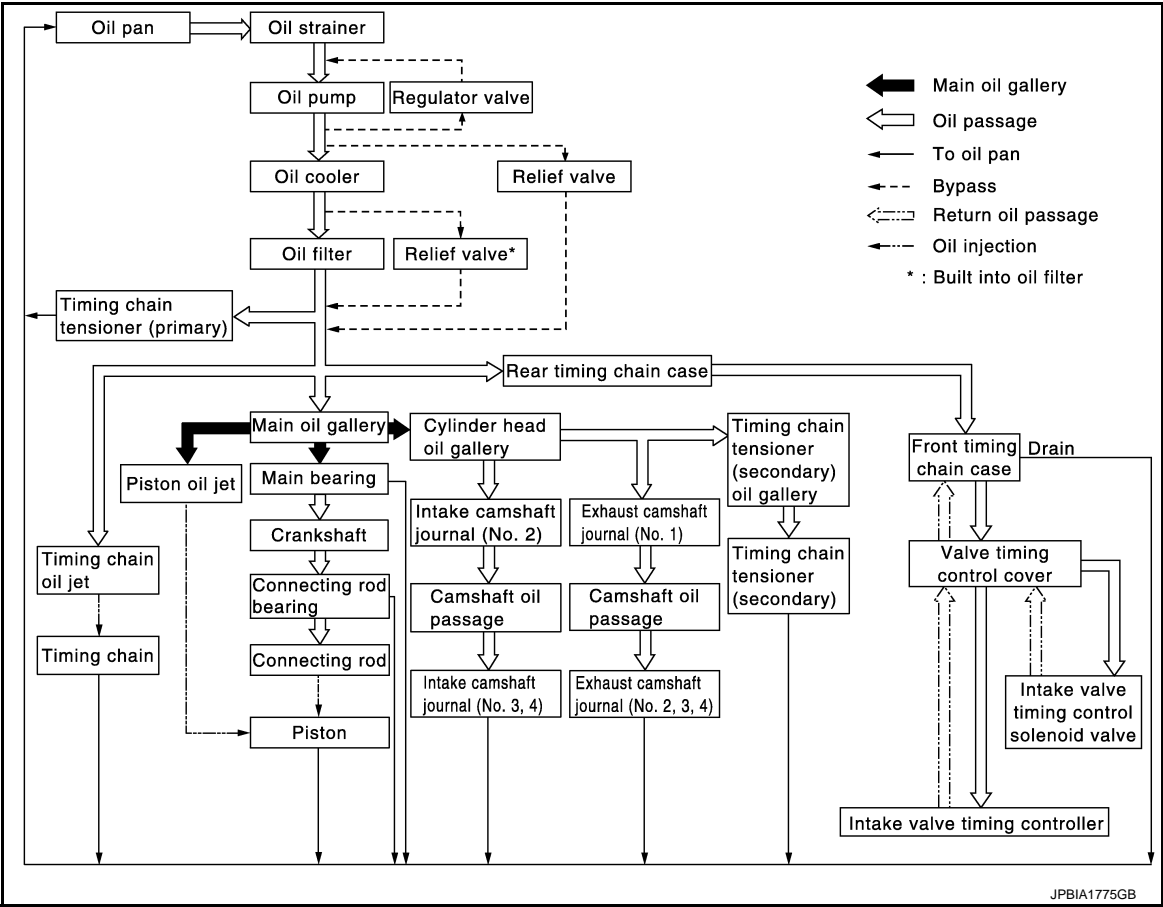 Oil pan
Oil strainer
Oil pump
Regulator valve
Oil cooler
Relief valve
Oil filter
Relief valve*
Timing chain
tensioner (primary)
Main oil gallery
Oil passage
To oil pan
Bypass
Return oil passage
Oil injection
* : Built into oil filter
Rear timing chain case
Main oil gallery
Cylinder head
oil gallery
Timing chain
tensioner
(secondary)
oil gallery
Front timing
chain case
Drain
Piston oil jet
Main bearing
Intake camshaft
journal (No. 2)
Exhaust camshaft
journal (No. 1)
Crankshaft
Timing chain
oil jet
Timing chain
tensioner
(secondary)
Valve timing
control cover
Connecting rod
bearing
Camshaft oil
passage
Camshaft oil
passage
Timing chain
Connecting rod
Intake camshaft
journal (No. 3, 4)
Exhaust camshaft
journal (No. 2, 3, 4)
Intake valve
timing control
solenoid valve
Piston
Intake valve timing controller
JPBIA1775GB